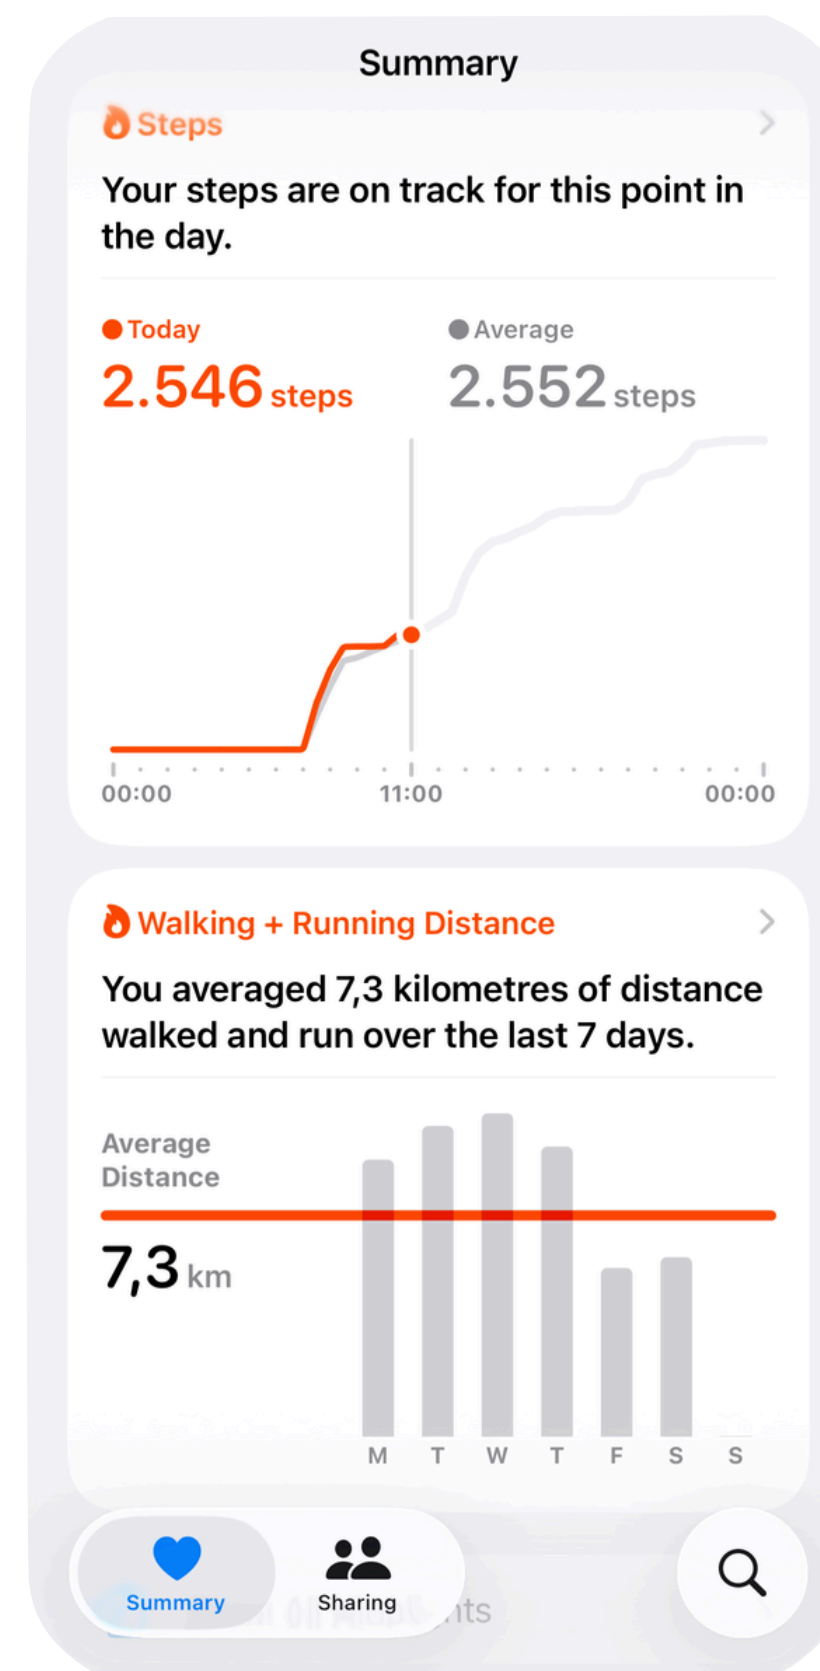 Summary
Steps
Your steps are on track for this point in
the day.
Today
Average
2.546 steps
2.552 steps
00:00
11:00
00:00
Walking + Running Distance
You averaged 7,3 kilometres of distance
walked and run over the last 7 days.
Average
Distance
7,3 km
M T W T F S S
Summary
Sharing